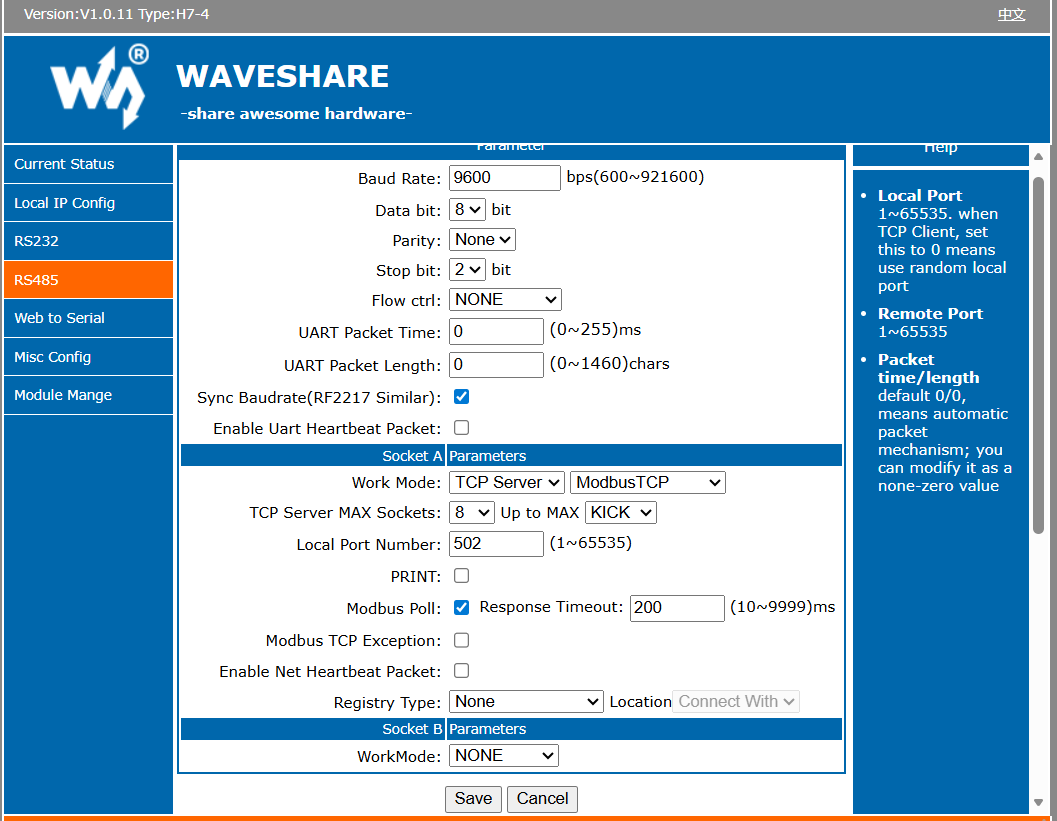 Version:V1.0.11 Type:H7-4
中文
WAVESHARE
-share awesome hardware-
Current Status
Local IP Config
RS232
RS485
Web to Serial
Misc Config
Module Mange
Parameter
Baud Rate: 9600 bps(600~921600)
Data bit: 8 bit
Parity: None
Stop bit: 2 bit
Flow ctrl: NONE
UART Packet Time: 0 (0~255)ms
UART Packet Length: 0 (0~1460)chars
Sync Baudrate(RF2217 Similar):
Enable Uart Heartbeat Packet:
Socket A Parameters
Work Mode: TCP Server ModbusTCP
TCP Server MAX Sockets: 8 Up to MAX KICK
Local Port Number: 502 (1~65535)
PRINT:
Modbus Poll: Response Timeout: 200 (10~9999)ms
Modbus TCP Exception:
Enable Net Heartbeat Packet:
Registry Type: None Location Connect With
Socket B Parameters
WorkMode: NONE
Save Cancel
Help
Local Port
1~65535. when
TCP Client, set
this to 0 means
use random local
port
Remote Port
1~65535
Packet
time/length
default 0/0,
means automatic
packet
mechanism; you
can modify it as a
none-zero value